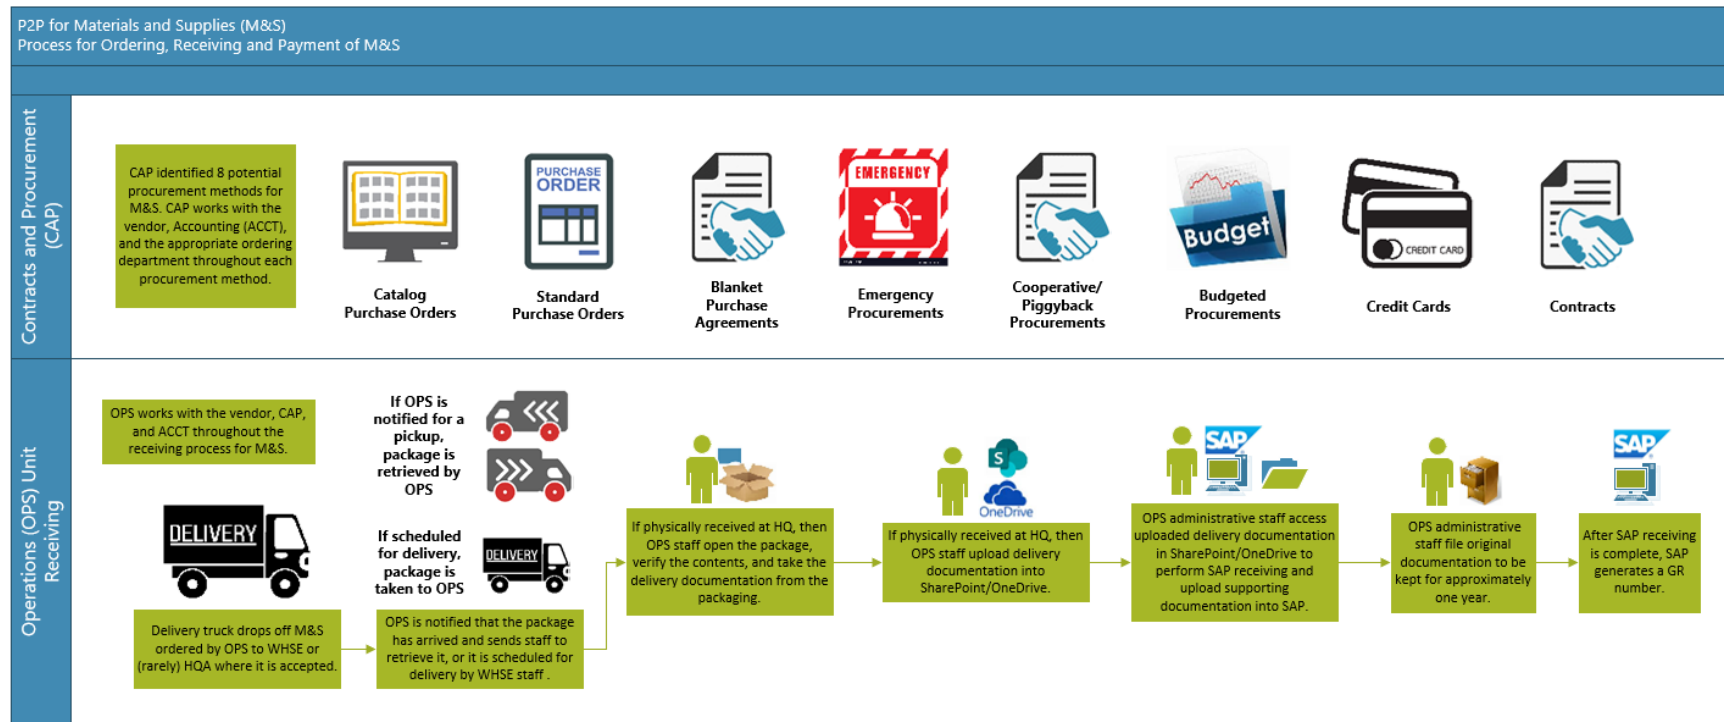 P2P for Materials and Supplies (M&S)
Process for Ordering, Receiving and Payment of M&S
Contracts and Procurement
(CAP)
CAP identified 8 potential
procurement methods for
M&S. CAP works with the
vendor, Accounting (ACCT),
and the appropriate ordering
department throughout each
procurement method.
Catalog
Purchase Orders
PURCHASE
ORDER
Standard
Purchase Orders
Blanket
Purchase
Agreements
EMERGENCY
Emergency
Procurements
Cooperative/
Piggyback
Procurements
Budget
Budgeted
Procurements
CREDIT CARD
Credit Cards
Contracts
Operations (OPS) Unit
Receiving
OPS works with the vendor, CAP,
and ACCT throughout the
receiving process for M&S.
DELIVERY
Delivery truck drops off M&S
ordered by OPS to WHSE or
(rarely) HQA where it is accepted.
If OPS is
notified for a
pickup,
package is
retrieved by
OPS
If scheduled
for delivery,
package is
taken to OPS
DELIVERY
OPS is notified that the package
has arrived and sends staff to
retrieve it, or it is scheduled for
delivery by WHSE staff .
If physically received at HQ, then
OPS staff open the package,
verify the contents, and take the
delivery documentation from the
packaging.
S
OneDrive
If physically received at HQ, then
OPS staff upload delivery
documentation into
SharePoint/OneDrive.
SAP
OPS administrative staff access
uploaded delivery documentation
in SharePoint/OneDrive to
perform SAP receiving and
upload supporting
documentation into SAP.
OPS administrative
staff file original
documentation to be
kept for approximately
one year.
SAP
After SAP receiving
is complete, SAP
generates a GR
number.